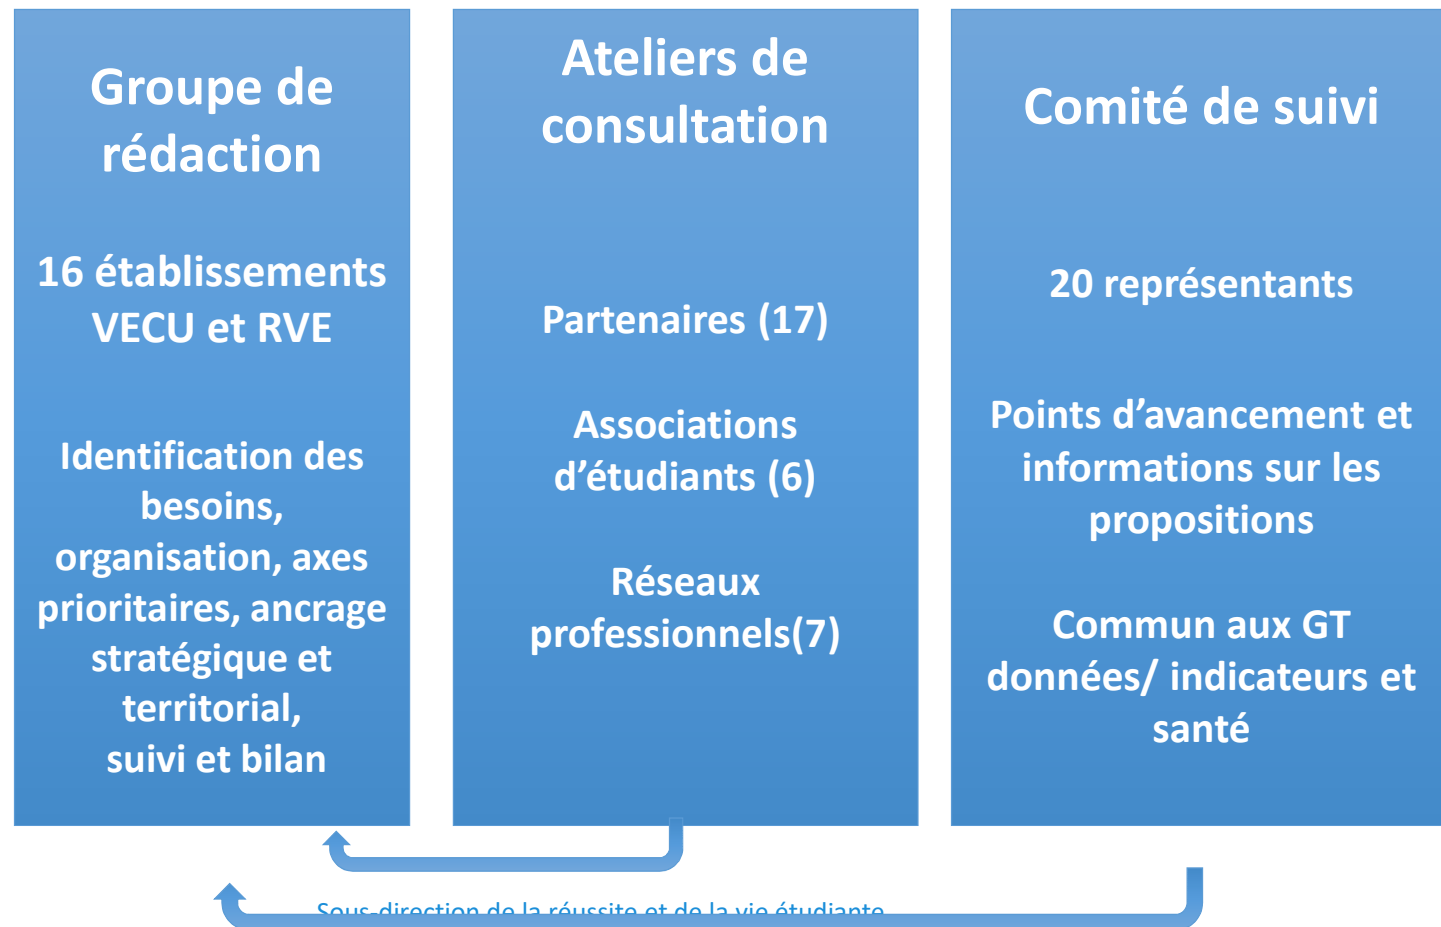 Groupe de
rédaction
16 établissements
VECU et RVE
Identification des
besoins,
organisation, axes
prioritaires, ancrage
stratégique et
territorial,
suivi et bilan
Ateliers de
consultation
Partenaires (17)
Associations
d’étudiants (6)
Réseaux
professionnels(7)
Comité de suivi
20 représentants
Points d’avancement et
informations sur les
propositions
Commun aux GT
données/ indicateurs et
santé
Sous-direction de la réussite et de la vie étudiante